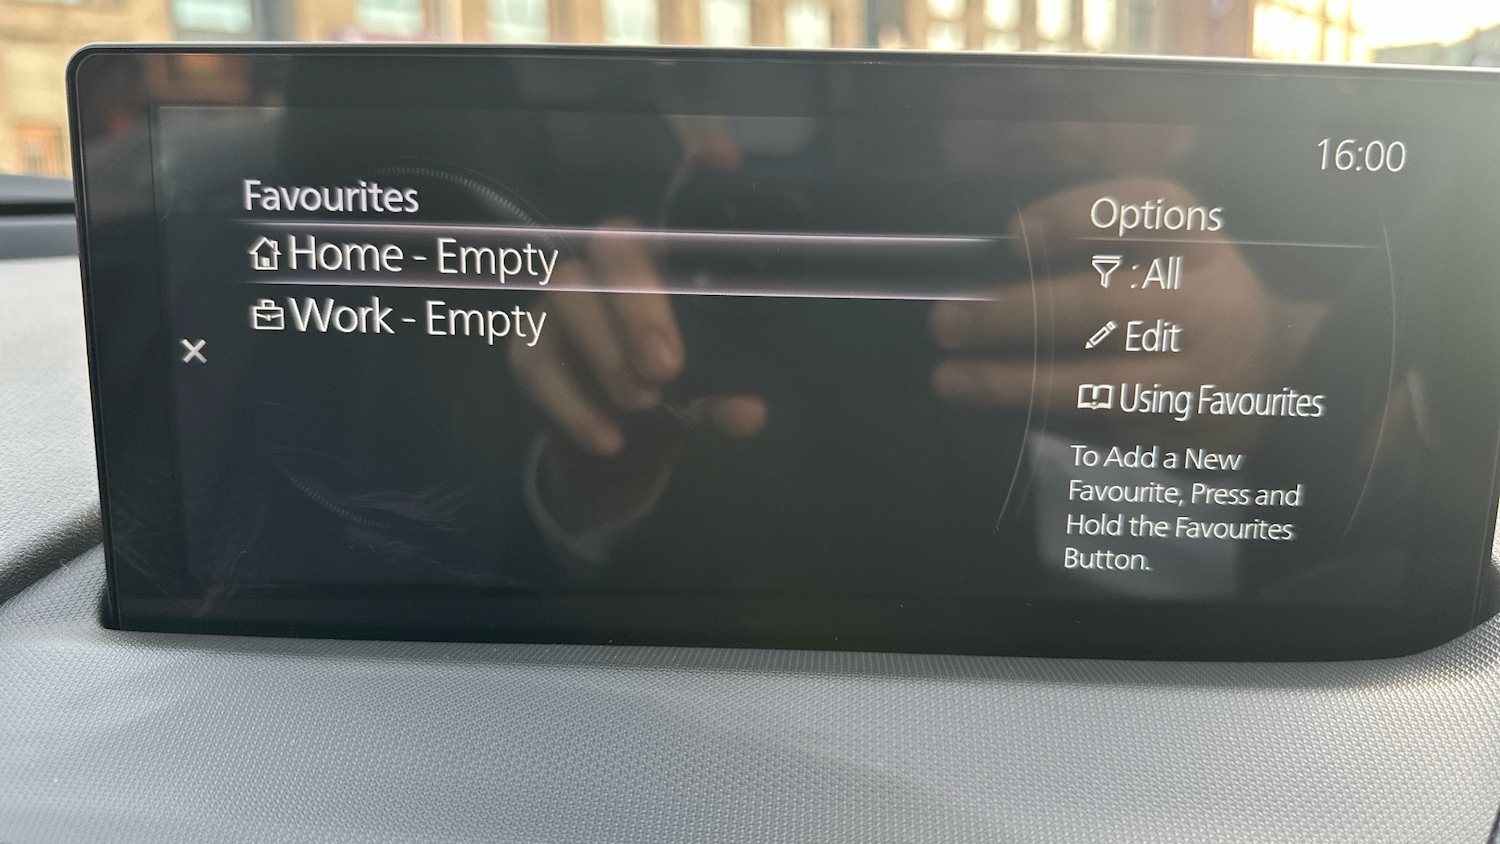 16:00
Favourites
Home - Empty
Work - Empty
Options
: All
Edit
Using Favourites
To Add a New
Favourite, Press and
Hold the Favourites
Button.